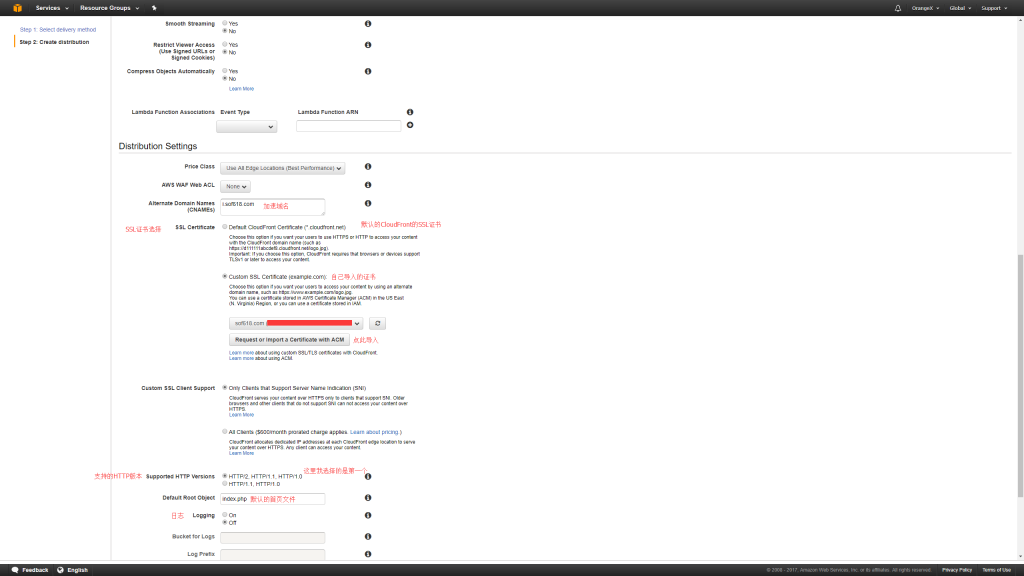 Services Resource Groups OrangeX Global Support
Step 1: Select delivery method
Step 2: Create distribution
Smooth Streaming Yes
No
Restrict Viewer Access (Use Signed URLs or Signed Cookies) Yes
No
Compress Objects Automatically Yes
No
Learn More
Lambda Function Associations Event Type Lambda Function ARN
Distribution Settings
Price Class Use All Edge Locations (Best Performance)
AWS WAF Web ACL None
Alternate Domain Names (CNAMEs) i.sof618.com 加速域名
SSL证书选择 SSL Certificate Default CloudFront Certificate (*.cloudfront.net) 默认的CloudFront的SSL证书
Choose this option if you want your users to use HTTPS or HTTP to access your content
with the CloudFront domain name (such as
https://d111111abcdef8.cloudfront.net/logo.jpg).
Important: If you choose this option, CloudFront requires that browsers or devices support
TLSv1 or later to access your content.
Custom SSL Certificate (example.com): 自己导入的证书
Choose this option if you want your users to access your content by using an alternate
domain name, such as https://www.example.com/logo.jpg.
You can use a certificate stored in AWS Certificate Manager (ACM) in the US East
(N. Virginia) Region, or you can use a certificate stored in IAM.
sof618.com
Request or Import a Certificate with ACM 点此导入
Learn more about using custom SSL/TLS certificates with CloudFront.
Learn more about using ACM.
Custom SSL Client Support Only Clients that Support Server Name Indication (SNI)
CloudFront serves your content over HTTPS only to clients that support SNI. Older
browsers and other clients that do not support SNI can not access your content over
HTTPS.
Learn More
All Clients ($600/month prorated charge applies. Learn about pricing.)
CloudFront allocates dedicated IP addresses at each CloudFront edge location to serve
your content over HTTPS. Any client can access your content.
Learn More
这里我选择的是第一个
支持的HTTP版本 Supported HTTP Versions HTTP/2, HTTP/1.1, HTTP/1.0
HTTP/1.1, HTTP/1.0
Default Root Object index.php 默认的首页文件
日志 Logging On
Off
Bucket for Logs
Log Prefix
Feedback English © 2008 - 2017, Amazon Web Services, Inc. or its affiliates. All rights reserved. Privacy Policy Terms of Use